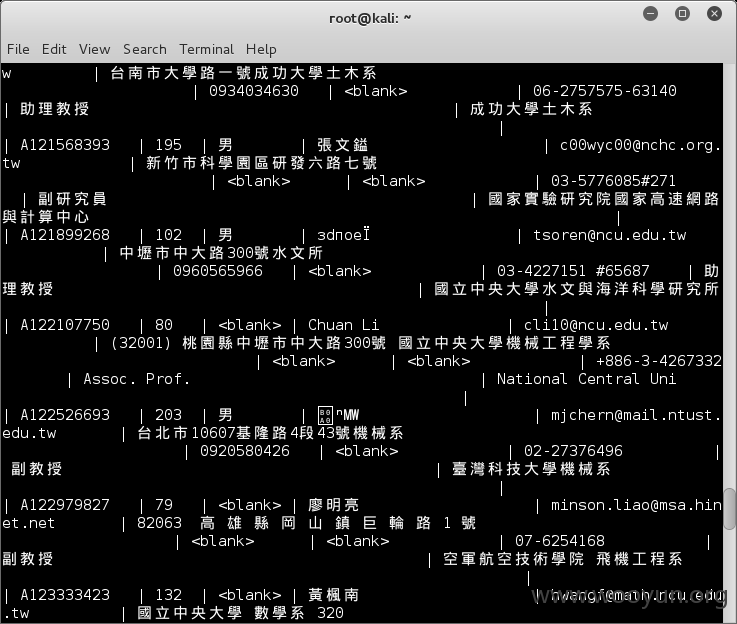 root@kali: ~
File Edit View Search Terminal Help
w | 台南市大學路一號成功大學土木系
| 0934034630 | <blank> | 06-2757575-63140
| 助理教授 | 成功大學土木系
|
| A121568393 | 195 | 男 | 張文鎰 | c00wyc00@nchc.org.
tw | 新竹市科學園區研發六路七號
| <blank> | <blank> | 03-5776085#271
| 副研究員 | 國家實驗研究院國家高速網路
與計算中心 |
| A121899268 | 102 | 男 | | tsoren@ncu.edu.tw
| 中壢市中大路300號水文所
| 0960565966 | <blank> | 03-4227151 #65687 | 助
理教授 | 國立中央大學水文與海洋科學研究所
|
| A122107750 | 80 | <blank> | Chuan Li | cli10@ncu.edu.tw
| (32001) 桃園縣中壢市中大路300號 國立中央大學機械工程學系
| <blank> | <blank> | +886-3-4267332
| Assoc. Prof. | National Central Uni
|
| A122526693 | 203 | 男 | | mjchern@mail.ntust.
edu.tw | 台北市10607基隆路4段43號機械系
| 0920580426 | <blank> | 02-27376496 |
副教授 | 臺灣科技大學機械系
|
| A122979827 | 79 | <blank> | 廖明亮 | minson.liao@msa.hin
et.net | 82063 高 雄 縣 岡 山 鎮 巨 輪 路 1 號
| <blank> | <blank> | 07-6254168 |
副教授 | 空軍航空技術學院 飛機工程系
|
| A123333423 | 132 | <blank> | 黃楓南 | hwangf@math.ncu.edu
.tw | 國立中央大學 數學系 320
www.wooyun.org